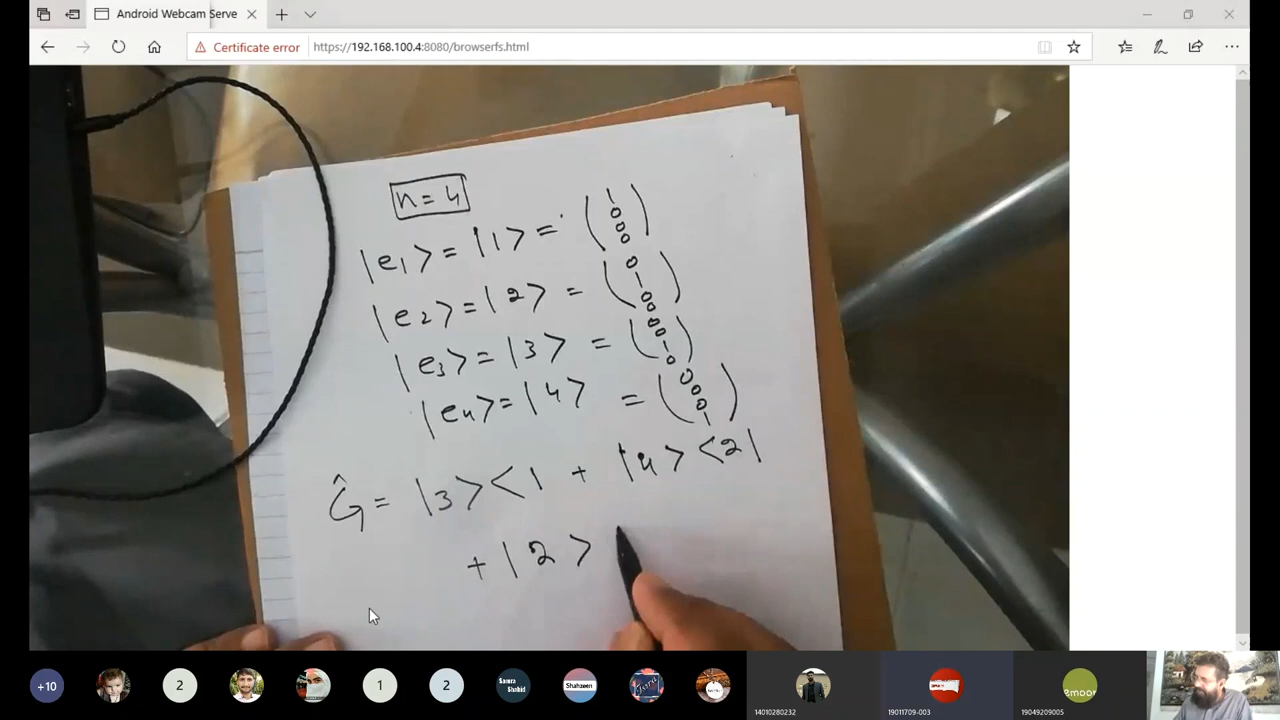 Android Webcam Serve
Certificate error
https://192.168.100.4:8080/browserfs.html
n=4
|e₁> = |1> = (1 0 0 0)
|e₂> = |2> = (0 1 0 0)
|e₃> = |3> = (0 0 1 0)
|e₄> = |4> = (0 0 0 1)
Ĝ = |3> <1 + |4> <2|
+ |2>
+10
2
1
2
Samra Shahid
Shahzeen
14010280232
19011709-003
emoor
19049209005